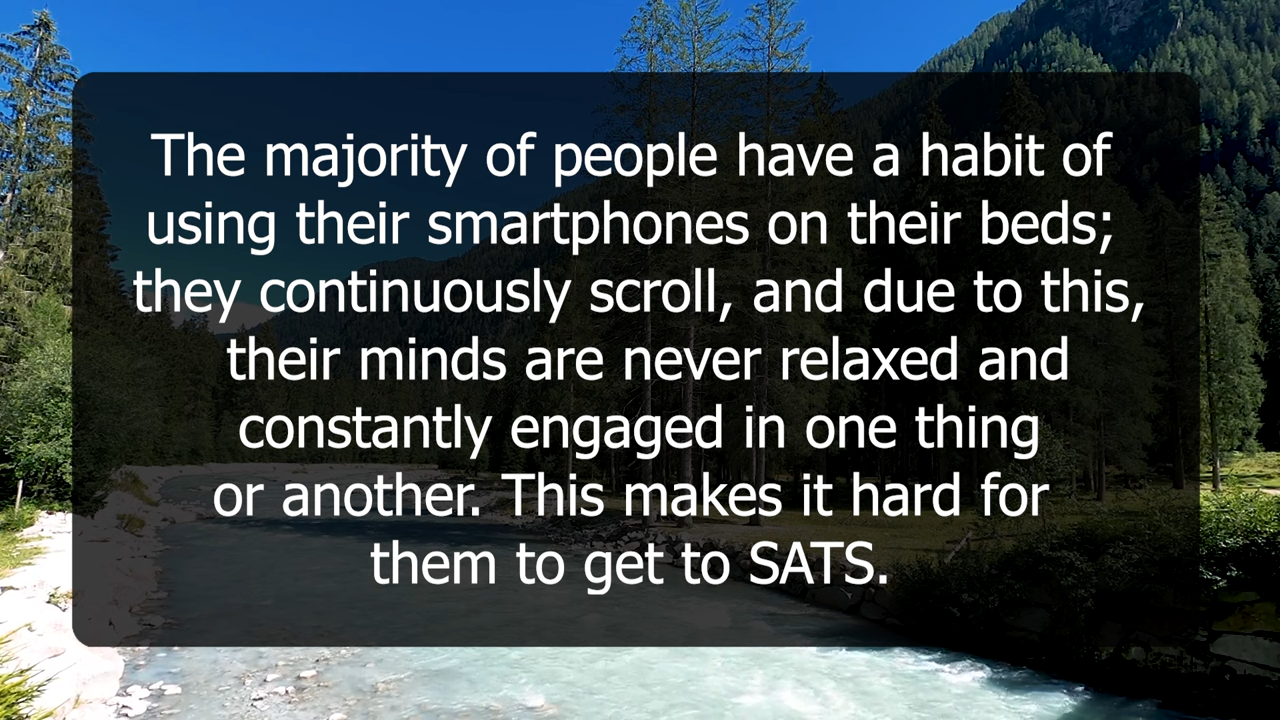 The majority of people have a habit of
using their smartphones on their beds;
they continuously scroll, and due to this,
their minds are never relaxed and
constantly engaged in one thing
or another. This makes it hard for
them to get to SATS.